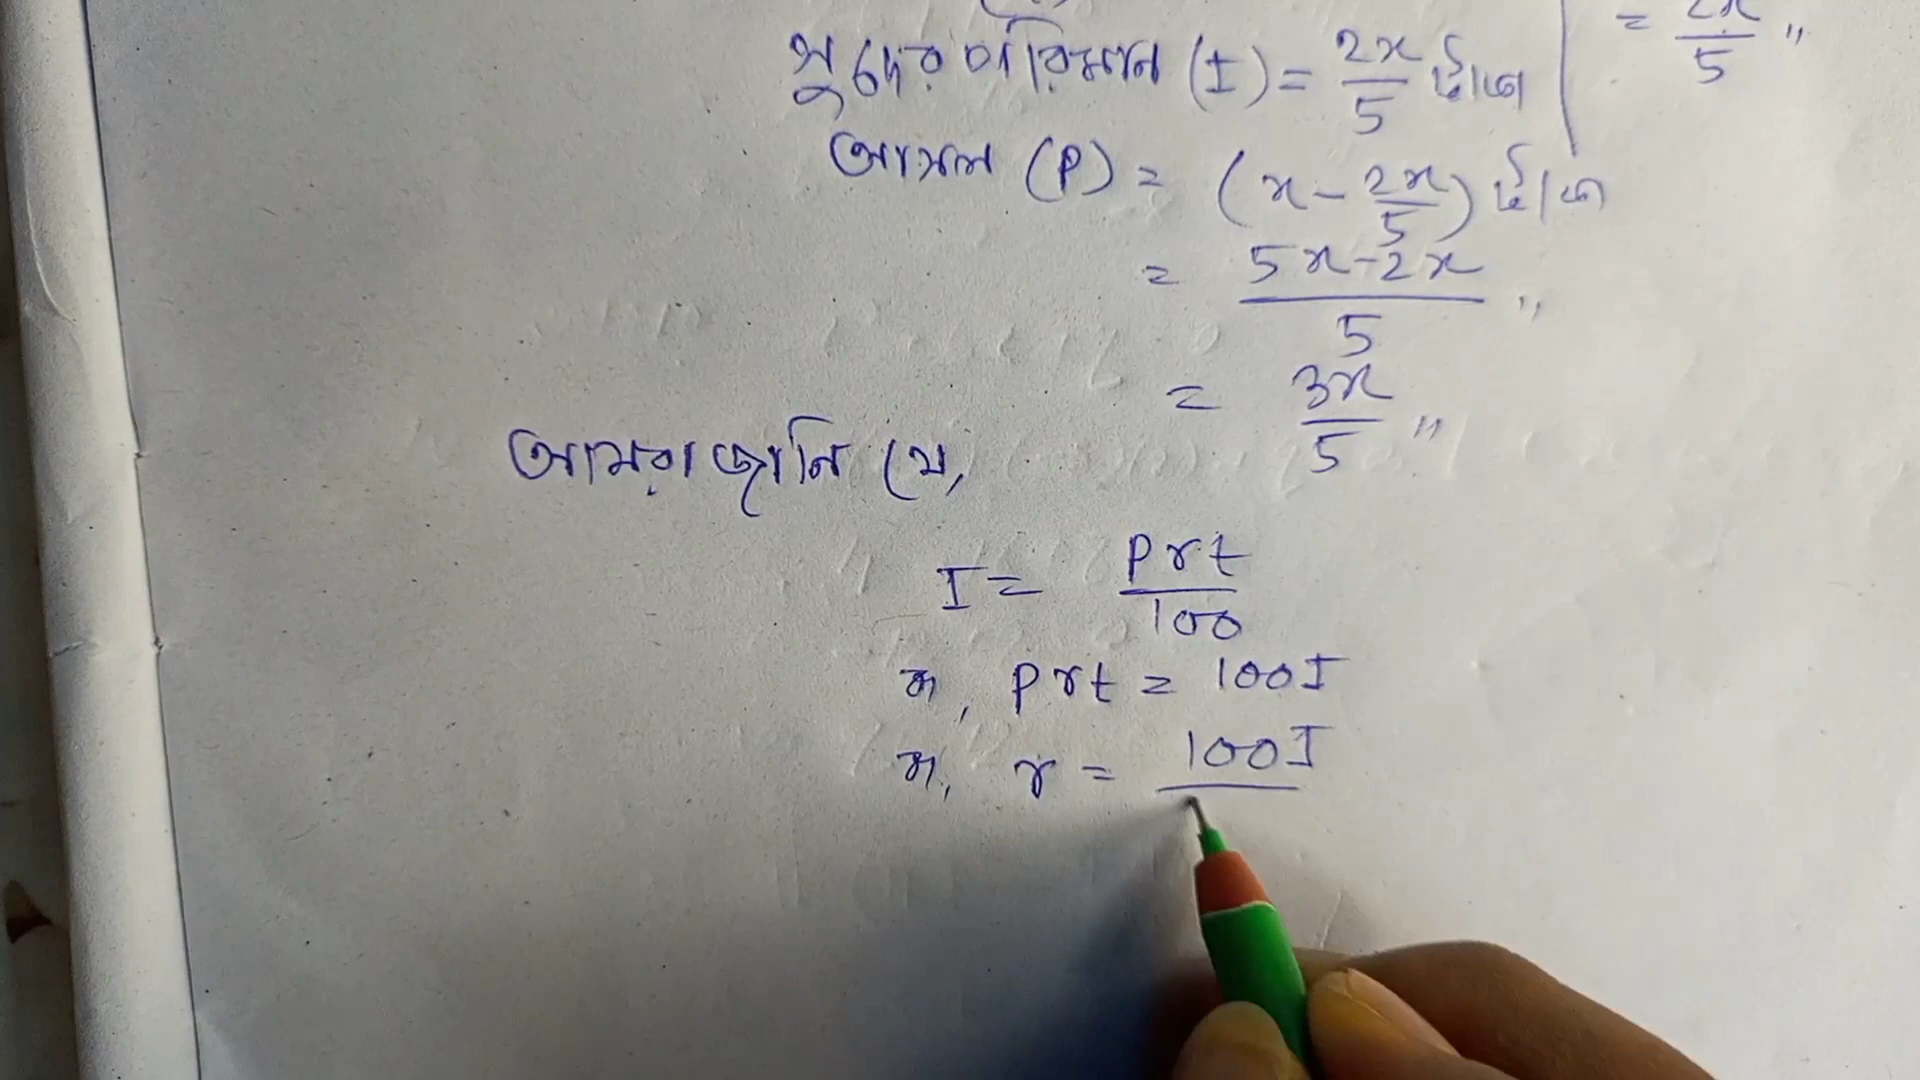 সুদের পরিমান (I) = 2x/5 টাকা
= 2x/5 "
আসল (P) = (x - 2x/5) টাকা
= 5x-2x/5 "
= 3x/5 "
আমরা জানি যে,
I = prt/100
বা, prt = 100I
বা, r = 100I